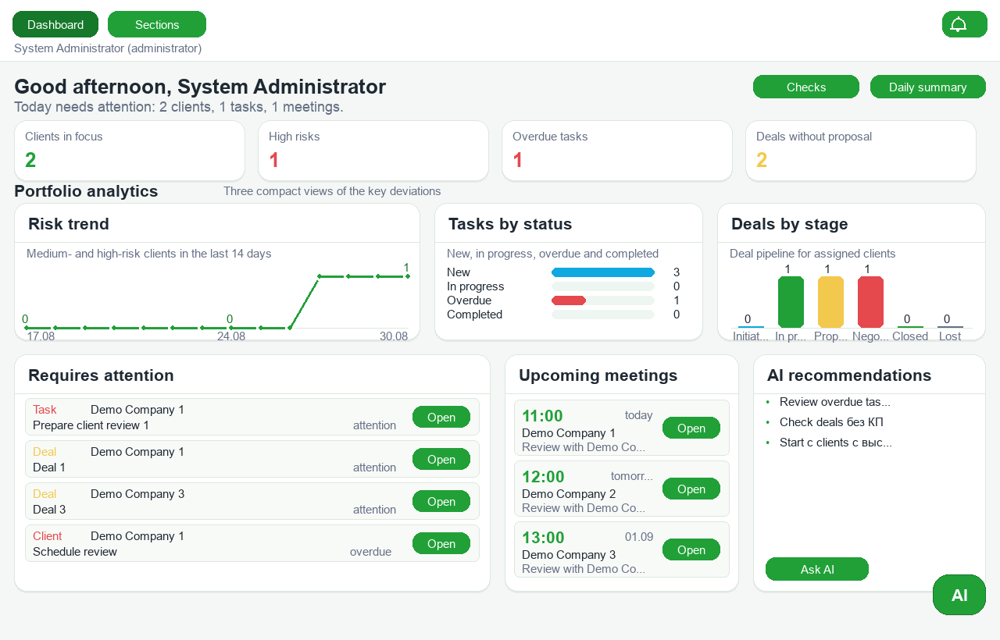 Dashboard
Sections
System Administrator (administrator)
Good afternoon, System Administrator
Today needs attention: 2 clients, 1 tasks, 1 meetings.
Checks
Daily summary
Clients in focus
2
High risks
1
Overdue tasks
1
Deals without proposal
2
Portfolio analytics
Three compact views of the key deviations
Risk trend
Medium- and high-risk clients in the last 14 days
0
0
1
17.08
24.08
30.08
Tasks by status
New, in progress, overdue and completed
New 3
In progress 0
Overdue 1
Completed 0
Deals by stage
Deal pipeline for assigned clients
0 1 1 1 0 0
Initiat... In pr... Prop... Nego... Closed Lost
Requires attention
Task Demo Company 1
Prepare client review 1 attention
Open
Deal Demo Company 1
Deal 1 attention
Open
Deal Demo Company 3
Deal 3 attention
Open
Client Demo Company 1
Schedule review overdue
Open
Upcoming meetings
11:00 today
Demo Company 1
Review with Demo Co...
Open
12:00 tomorr...
Demo Company 2
Review with Demo Co...
Open
13:00 01.09
Demo Company 3
Review with Demo Co...
Open
AI recommendations
• Review overdue tas...
• Check deals без КП
• Start с clients с выс...
Ask AI
AI